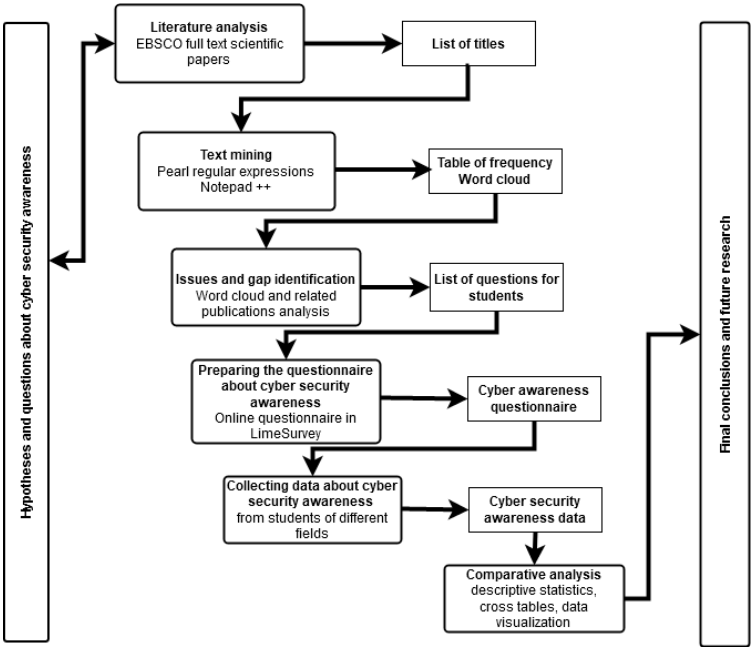 Hypotheses and questions about cyber security awareness
Literature analysis
EBSCO full text scientific
papers
List of titles
Text mining
Pearl regular expressions
Notepad ++
Table of frequency
Word cloud
Issues and gap identification
Word cloud and related
publications analysis
List of questions for
students
Preparing the questionnaire
about cyber security
awareness
Online questionnaire in
LimeSurvey
Cyber awareness
questionnaire
Collecting data about cyber
security awareness
from students of different
fields
Cyber security
awareness data
Comparative analysis
descriptive statistics,
cross tables, data
visualization
Final conclusions and future research